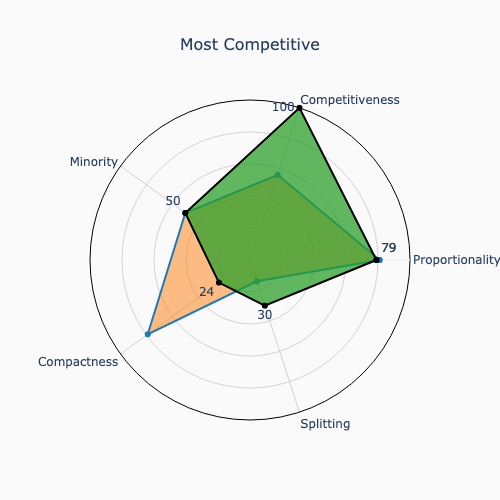 Most Competitive
100
Competitiveness
Minority
50
79
Proportionality
24
30
Compactness
Splitting